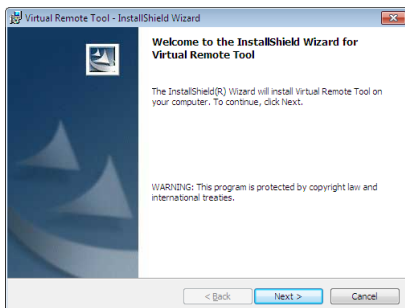 Virtual Remote Tool - InstallShield Wizard
Welcome to the InstallShield Wizard for
Virtual Remote Tool
The InstallShield(R) Wizard will install Virtual Remote Tool on
your computer. To continue, click Next.
WARNING: This program is protected by copyright law and
international treaties.
< Back
Next >
Cancel